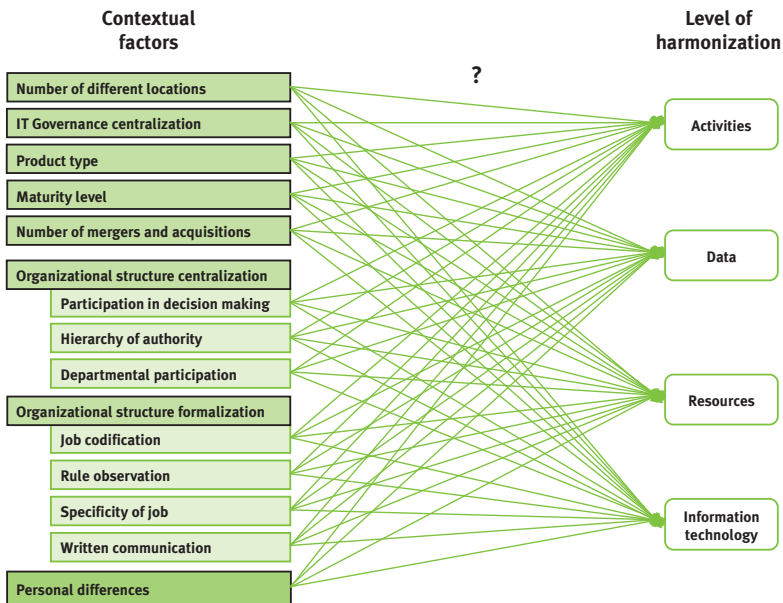 Contextual
factors
Level of
harmonization
?
Number of different locations
IT Governance centralization
Product type
Maturity level
Number of mergers and acquisitions
Organizational structure centralization
Participation in decision making
Hierarchy of authority
Departmental participation
Organizational structure formalization
Job codification
Rule observation
Specificity of job
Written communication
Personal differences
Activities
Data
Resources
Information
technology